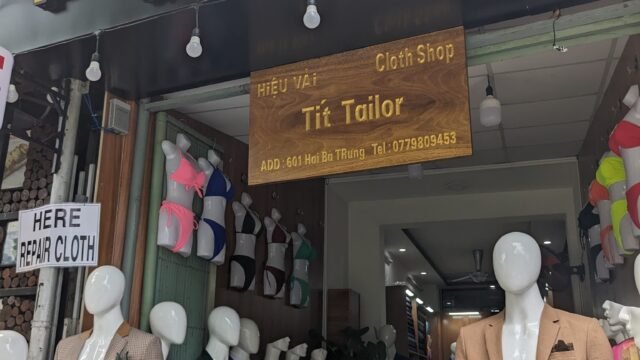 HIỆU VẢI
Cloth Shop
Tít Tailor
ADD : 601 Hai Bà TRưng Tel : 0779809453
HERE
REPAIR CLOTH